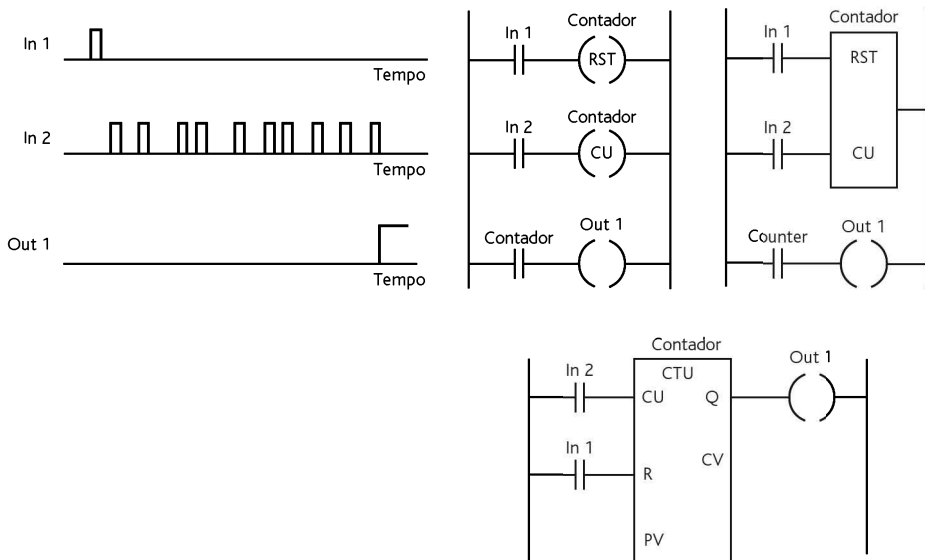 In 1
Tempo
In 2
Tempo
Out 1
Tempo
Contador
In 1
RST
Contador
In 2
CU
Contador
Out 1
Contador
In 1
RST
In 2
CU
Counter
Out 1
Contador
CTU
In 2
CU
Q
Out 1
In 1
R
CV
PV